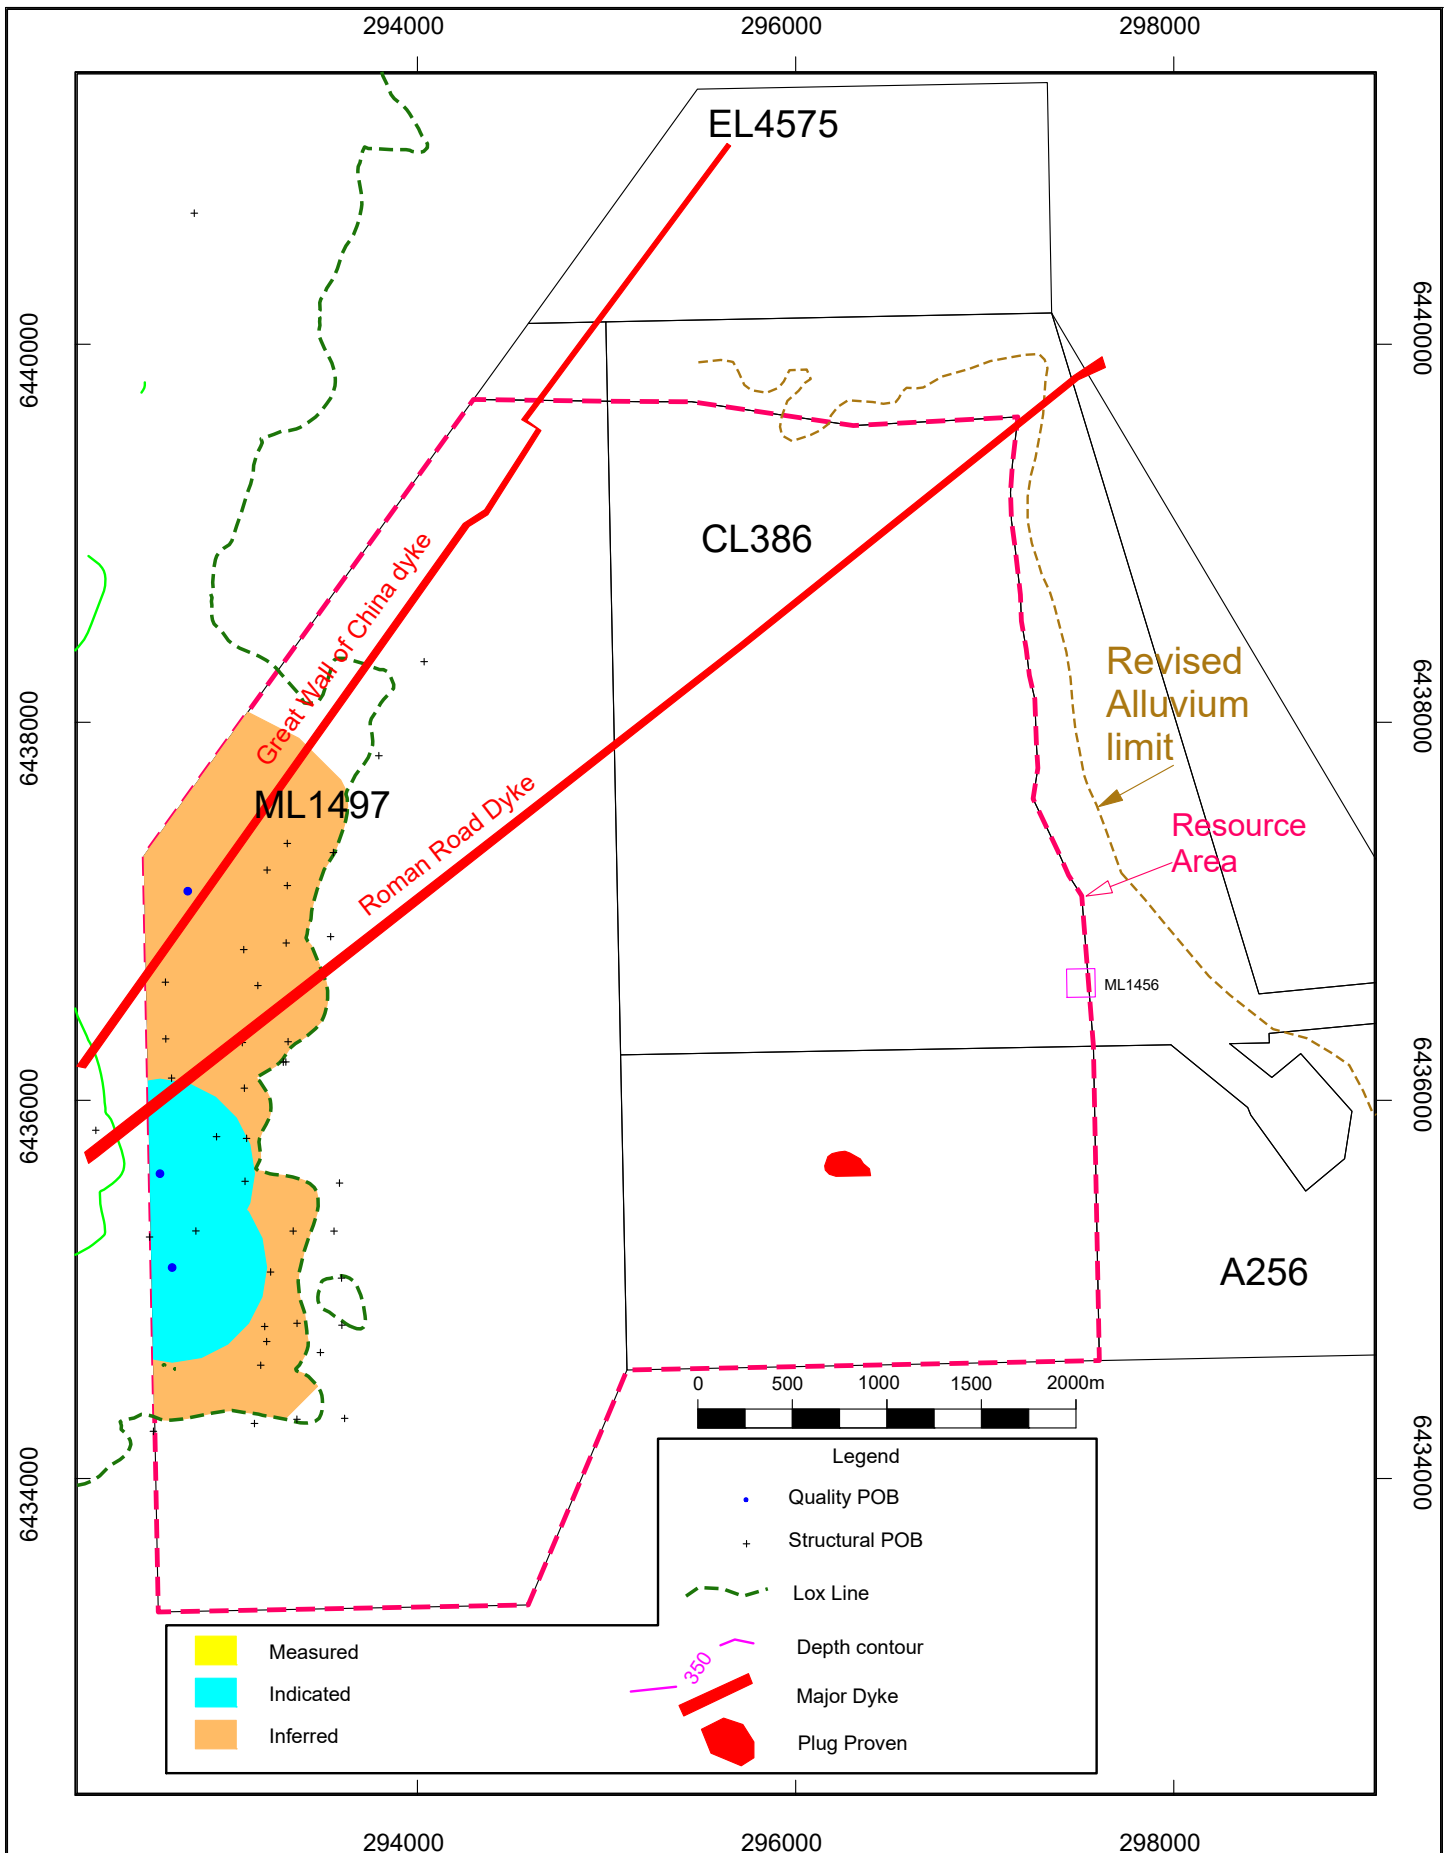 294000
296000
298000
EL4575
6440000
6440000
CL386
Great Wall of China dyke
Revised
Alluvium
limit
6438000
6438000
ML1497
Roman Road Dyke
Resource
Area
ML1456
6436000
6436000
A256
0 500 1000 1500 2000m
6434000
6434000
Legend
Quality POB
Structural POB
Lox Line
Depth contour
350
Major Dyke
Plug Proven
Measured
Indicated
Inferred
294000
296000
298000